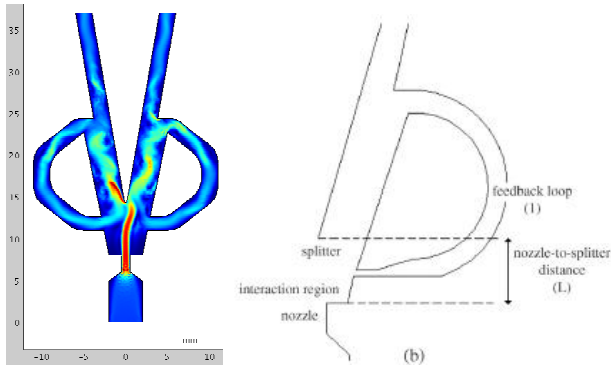 35
30
25
20
15
10
5
0
mm
−10
−5
0
5
10
feedback loop
(1)
splitter
nozzle-to-splitter
distance
(L)
interaction region
nozzle
(b)